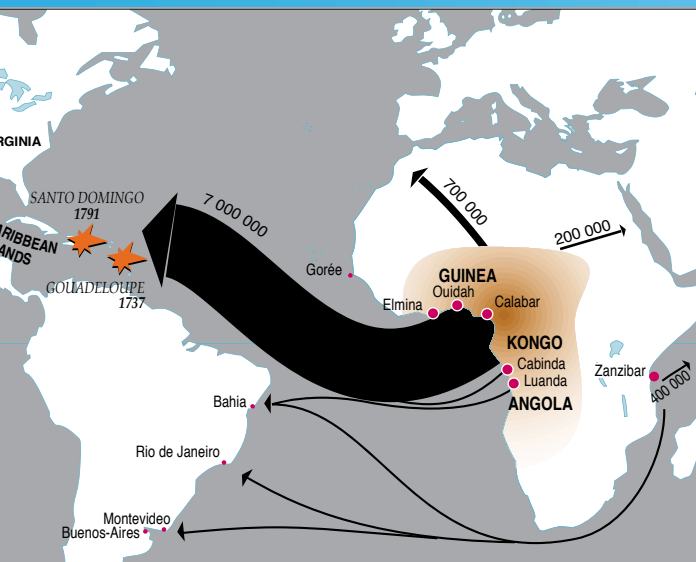 RGINIA
SANTO DOMINGO
1791
ARIBBEAN
ANDS
GOUADELOUPE
1737
7 000 000
700 000
200 000
Gorée
GUINEA
Ouidah
Elmina
Calabar
KONGO
Cabinda
Luanda
ANGOLA
Zanzibar
400 000
Bahia
Rio de Janeiro
Montevideo
Buenos-Aires